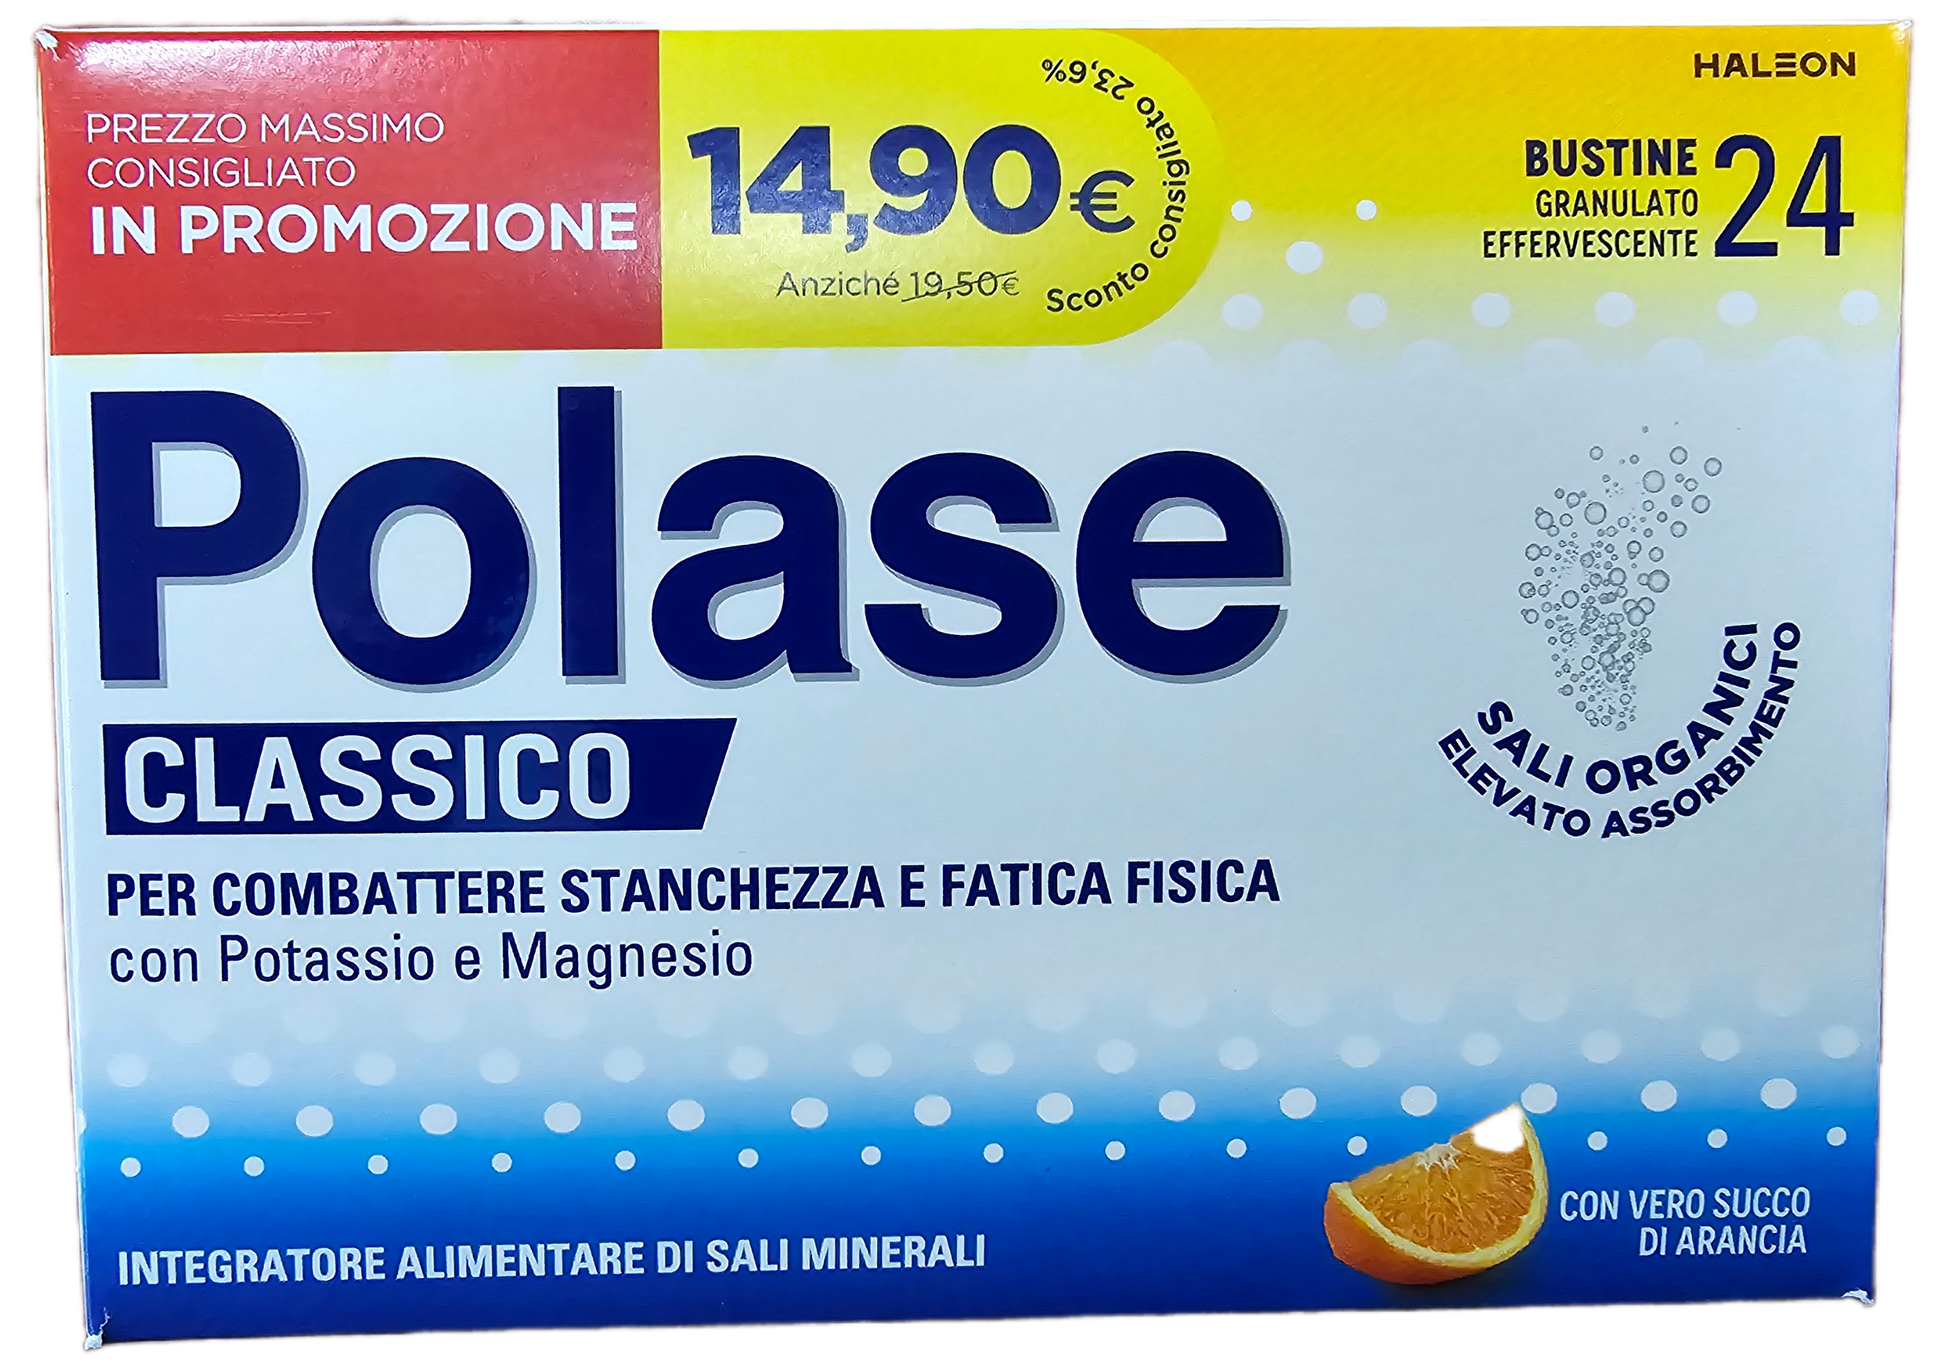 HALEON
PREZZO MASSIMO
CONSIGLIATO
IN PROMOZIONE
14,90€
Anziché 19,50€
Sconto consigliato 23,6%
BUSTINE
GRANULATO
EFFERVESCENTE
24
Polase
CLASSICO
PER COMBATTERE STANCHEZZA E FATICA FISICA
con Potassio e Magnesio
SALI ORGANICI
ELEVATO ASSORBIMENTO
INTEGRATORE ALIMENTARE DI SALI MINERALI
CON VERO SUCCO
DI ARANCIA